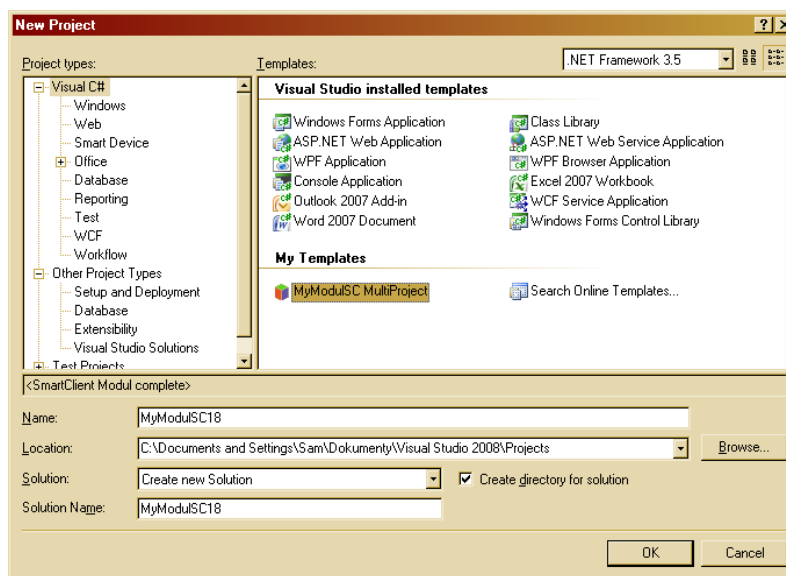 New Project
Project types:
Templates:
.NET Framework 3.5
Visual C#
Windows
Web
Smart Device
Office
Database
Reporting
Test
WCF
Workflow
Other Project Types
Setup and Deployment
Database
Extensibility
Visual Studio Solutions
Test Projects
Visual Studio installed templates
Windows Forms Application
Class Library
ASP.NET Web Application
ASP.NET Web Service Application
WPF Application
WPF Browser Application
Console Application
Excel 2007 Workbook
Outlook 2007 Add-in
WCF Service Application
Word 2007 Document
Windows Forms Control Library
My Templates
MyModulSC MultiProject
Search Online Templates...
<SmartClient Modul complete>
Name:
MyModulSC18
Location:
C:\Documents and Settings\Sam\Dokumenty\Visual Studio 2008\Projects
Browse...
Solution:
Create new Solution
Create directory for solution
Solution Name:
MyModulSC18
OK
Cancel